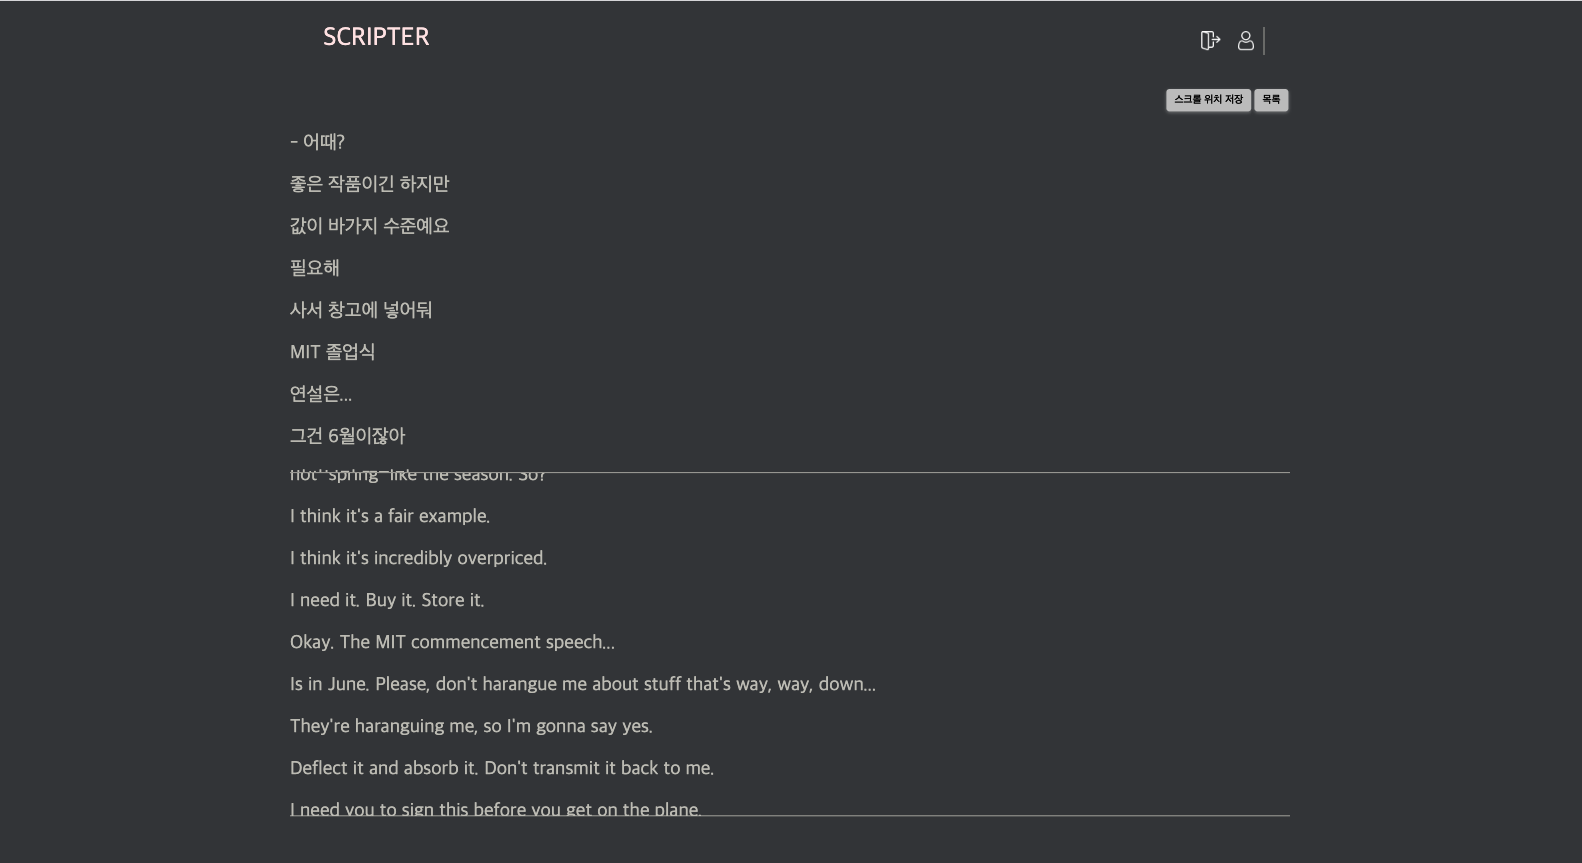 SCRIPTER
스크롤 위치 저장
목록
- 어때?
좋은 작품이긴 하지만
값이 바가지 수준예요
필요해
사서 창고에 넣어둬
MIT 졸업식
연설은...
그건 6월이잖아
not "spring" like the season. So?
I think it's a fair example.
I think it's incredibly overpriced.
I need it. Buy it. Store it.
Okay. The MIT commencement speech...
Is in June. Please, don't harangue me about stuff that's way, way, down...
They're haranguing me, so I'm gonna say yes.
Deflect it and absorb it. Don't transmit it back to me.
I need you to sign this before you get on the plane.